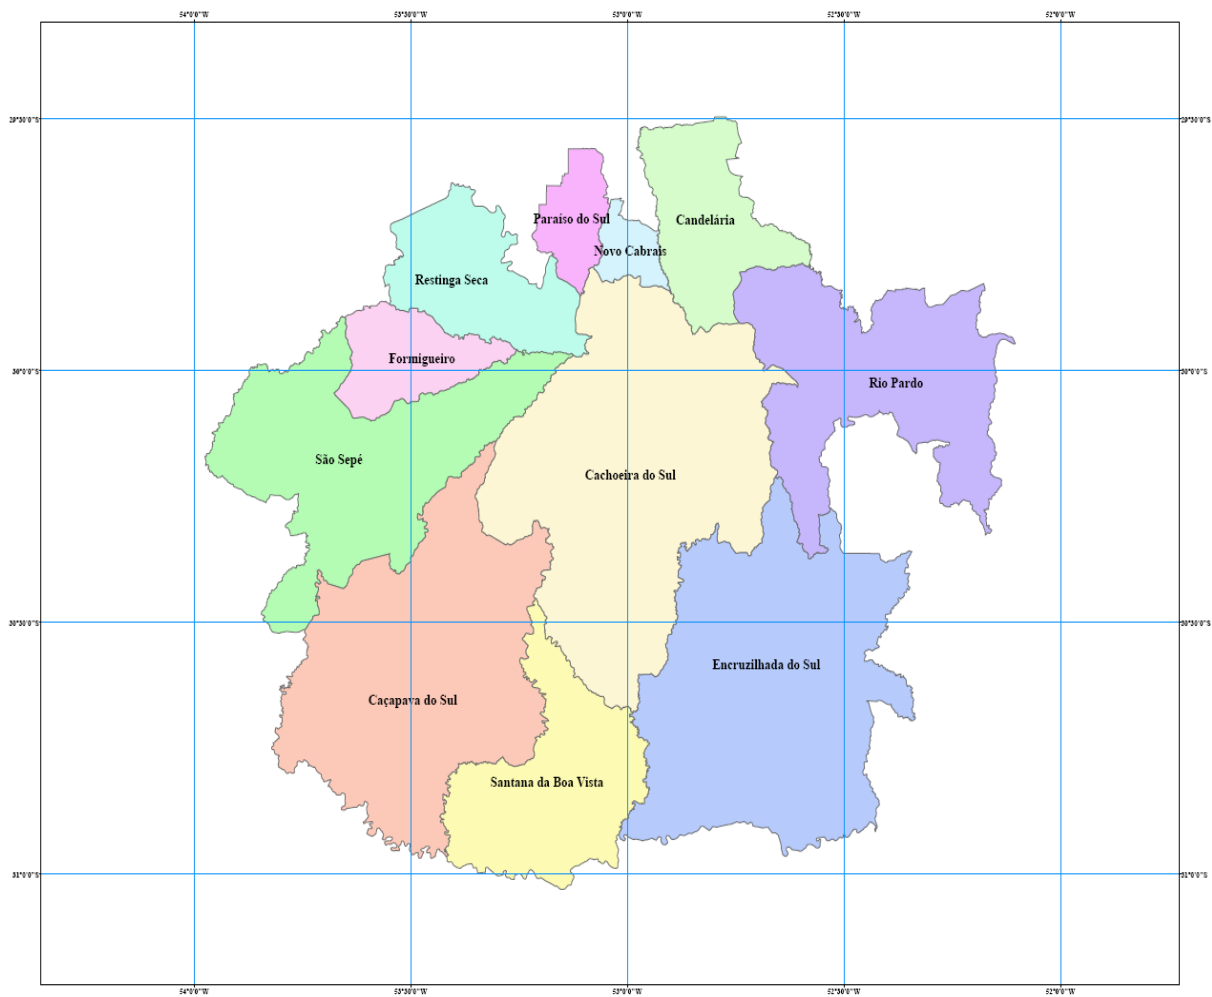 54°0'0"W 53°30'0"W 53°0'0"W 52°30'0"W 52°0'0"W
29°30'0"S 29°30'0"S
Paraíso do Sul Candelária
Novo Cabrais
Restinga Seca
Formigueiro
30°0'0"S 30°0'0"S
Rio Pardo
São Sepé
Cachoeira do Sul
30°30'0"S 30°30'0"S
Encruzilhada do Sul
Caçapava do Sul
Santana da Boa Vista
31°0'0"S 31°0'0"S
54°0'0"W 53°30'0"W 53°0'0"W 52°30'0"W 52°0'0"W